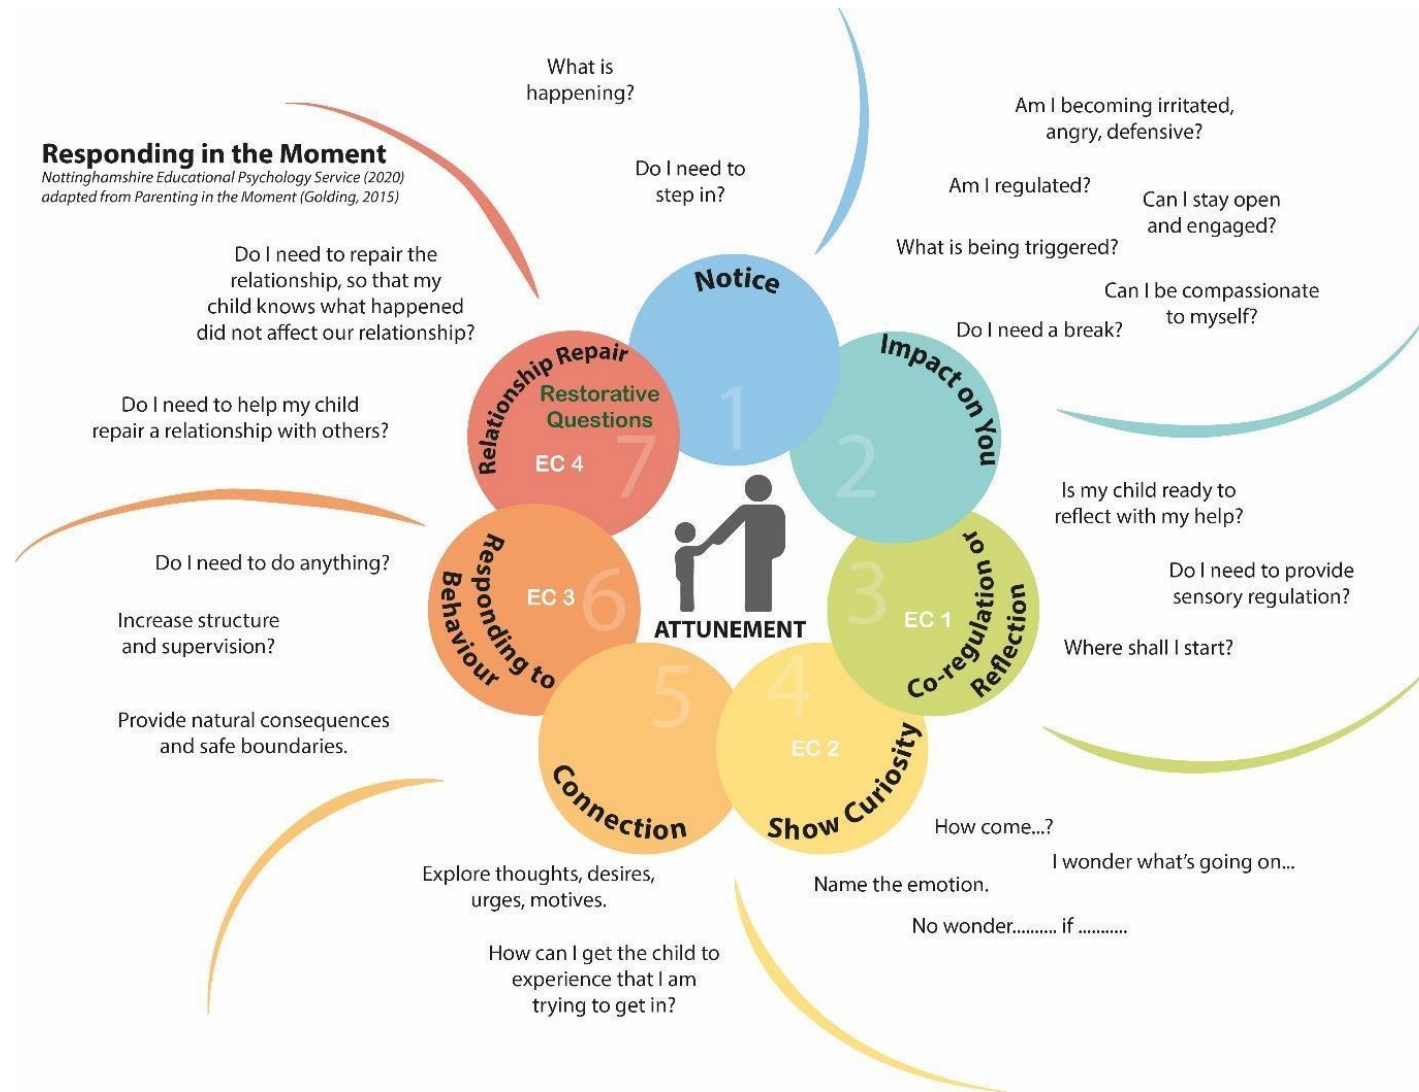 Responding in the Moment
Nottinghamshire Educational Psychology Service (2020)
adapted from Parenting in the Moment (Golding, 2015)
What is
happening?
Do I need to
step in?
Notice
1
Am I becoming irritated,
angry, defensive?
Am I regulated?
Can I stay open
and engaged?
What is being triggered?
Can I be compassionate
to myself?
Do I need a break?
Impact on You
2
Is my child ready to
reflect with my help?
Do I need to provide
sensory regulation?
Where shall I start?
Co-regulation or
Reflection
3
EC 1
How come...?
I wonder what's going on...
Name the emotion.
No wonder.......... if ...........
Show Curiosity
4
EC 2
Explore thoughts, desires,
urges, motives.
How can I get the child to
experience that I am
trying to get in?
Connection
5
Do I need to do anything?
Increase structure
and supervision?
Provide natural consequences
and safe boundaries.
Responding to
Behaviour
6
EC 3
Do I need to repair the
relationship, so that my
child knows what happened
did not affect our relationship?
Do I need to help my child
repair a relationship with others?
Relationship Repair
Restorative
Questions
EC 4
7
ATTUNEMENT